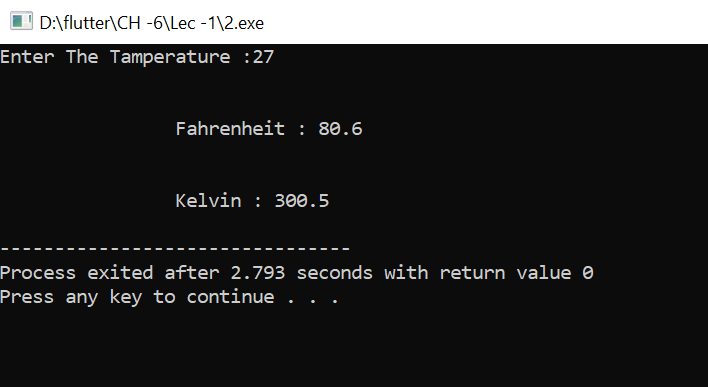 D:\flutter\CH -6\Lec -1\2.exe
Enter The Tamperature :27
Fahrenheit : 80.6
Kelvin : 300.5
--------------------------------
Process exited after 2.793 seconds with return value 0
Press any key to continue . . .